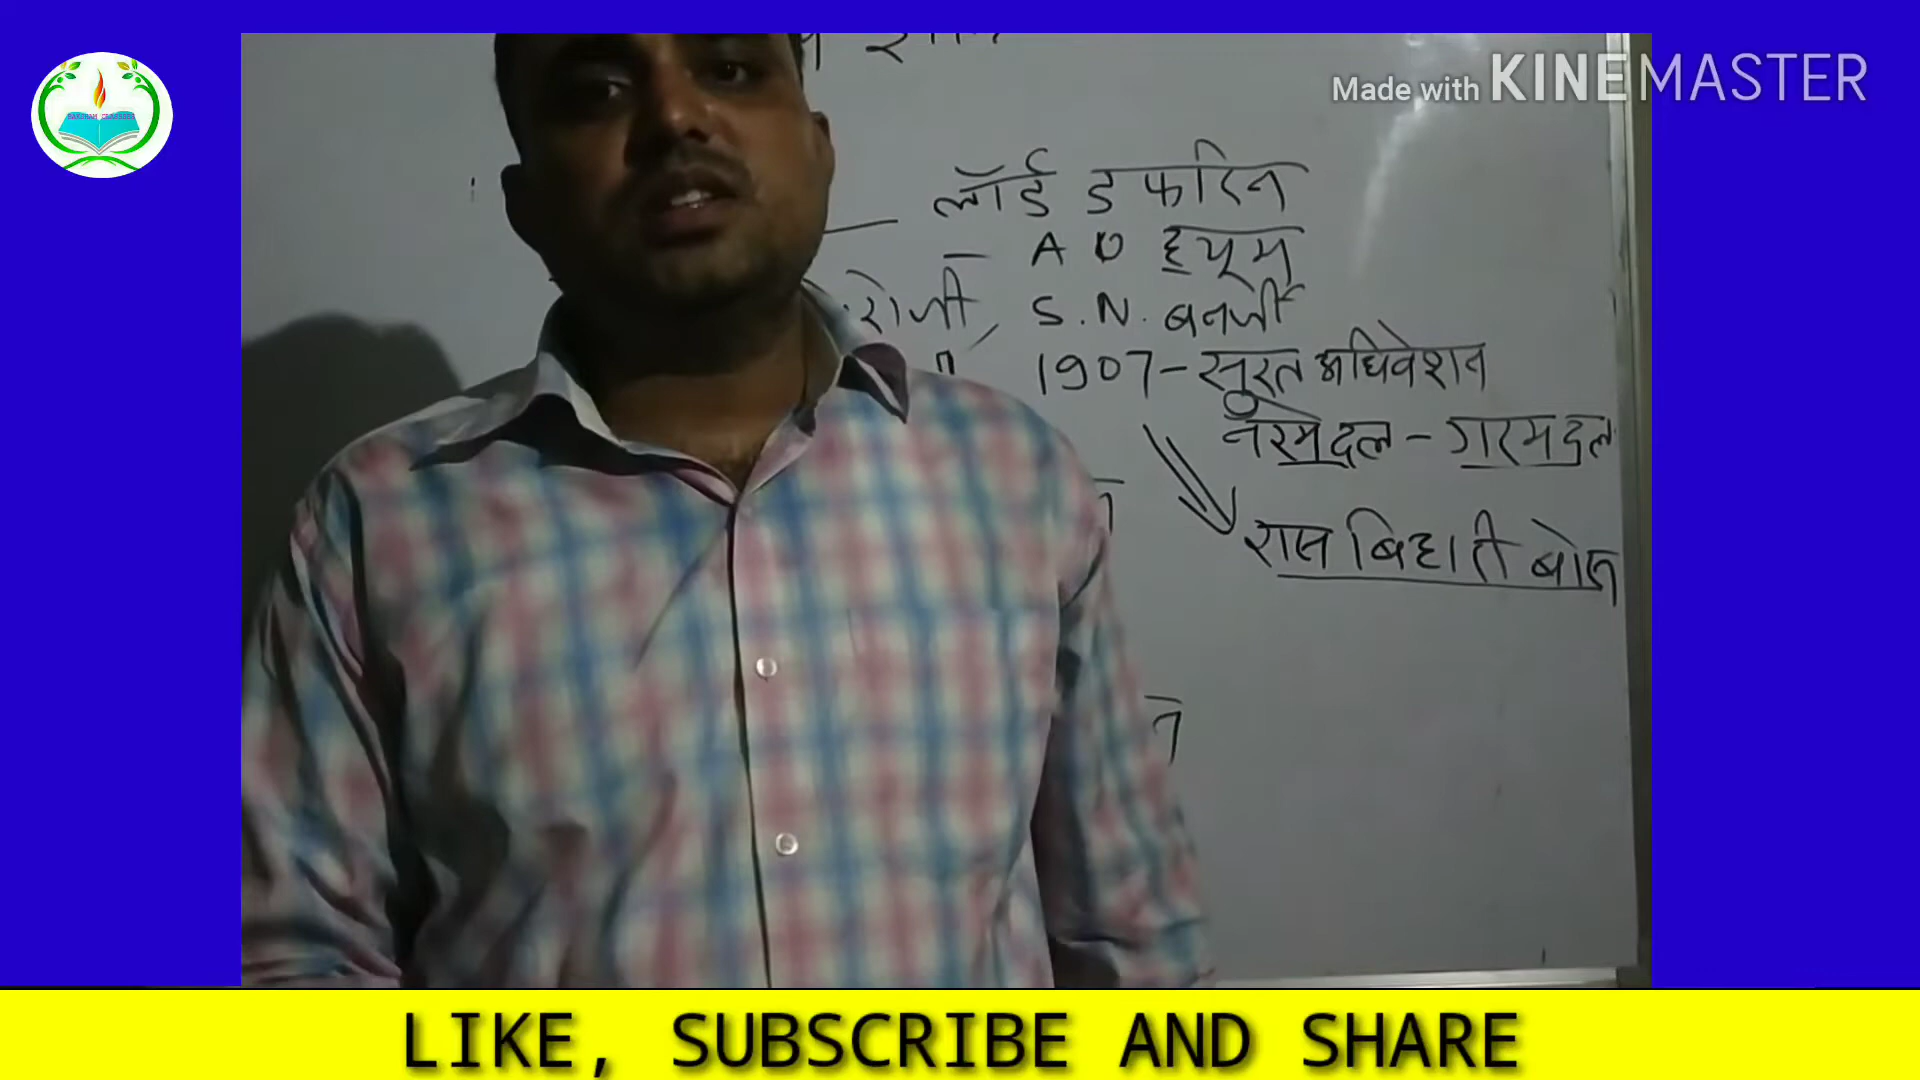 Made with KINEMASTER
लॉर्ड डफरिन
– A O ह्यूम
रोजी, S.N. बनर्जी
1907 – सूरत अधिवेशन
नरमदल – गरमदल
रास बिहारी बोस
LIKE, SUBSCRIBE AND SHARE